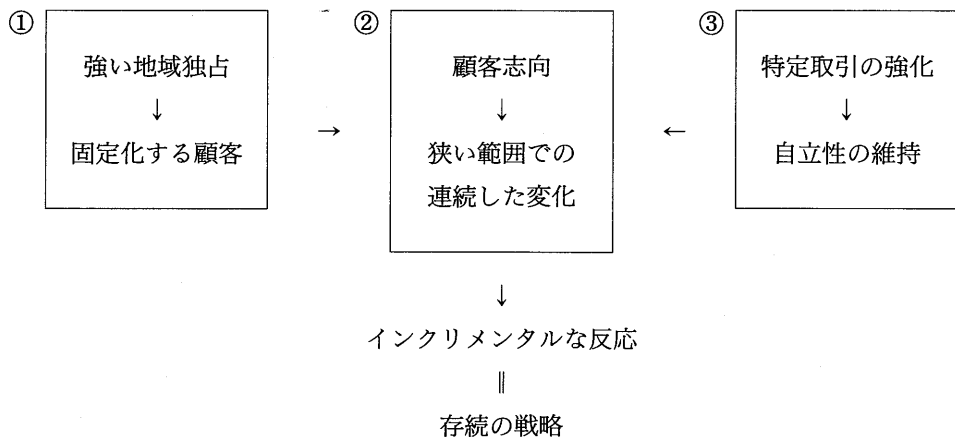 ①
強い地域独占
↓
固定化する顧客
→
②
顧客志向
↓
狭い範囲での
連続した変化
←
③
特定取引の強化
↓
自立性の維持
↓
インクリメンタルな反応
‖
存続の戦略